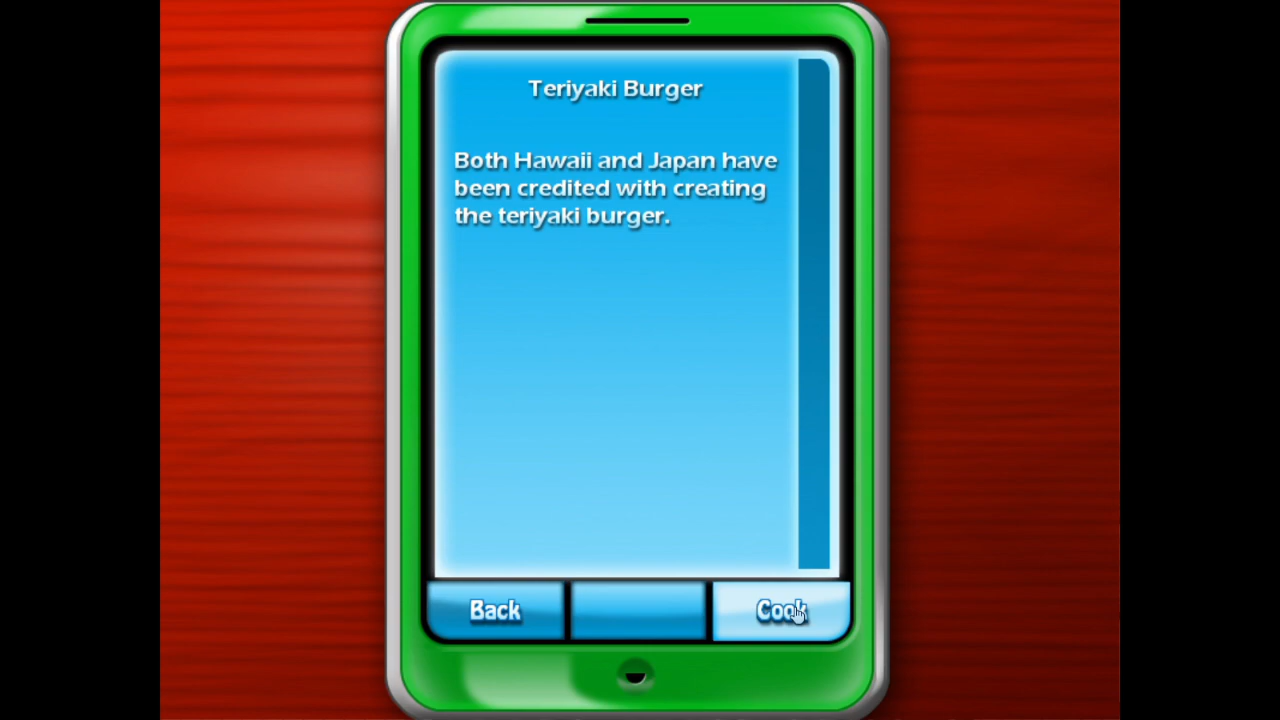 Teriyaki Burger
Both Hawaii and Japan have
been credited with creating
the teriyaki burger.
Back
Cook